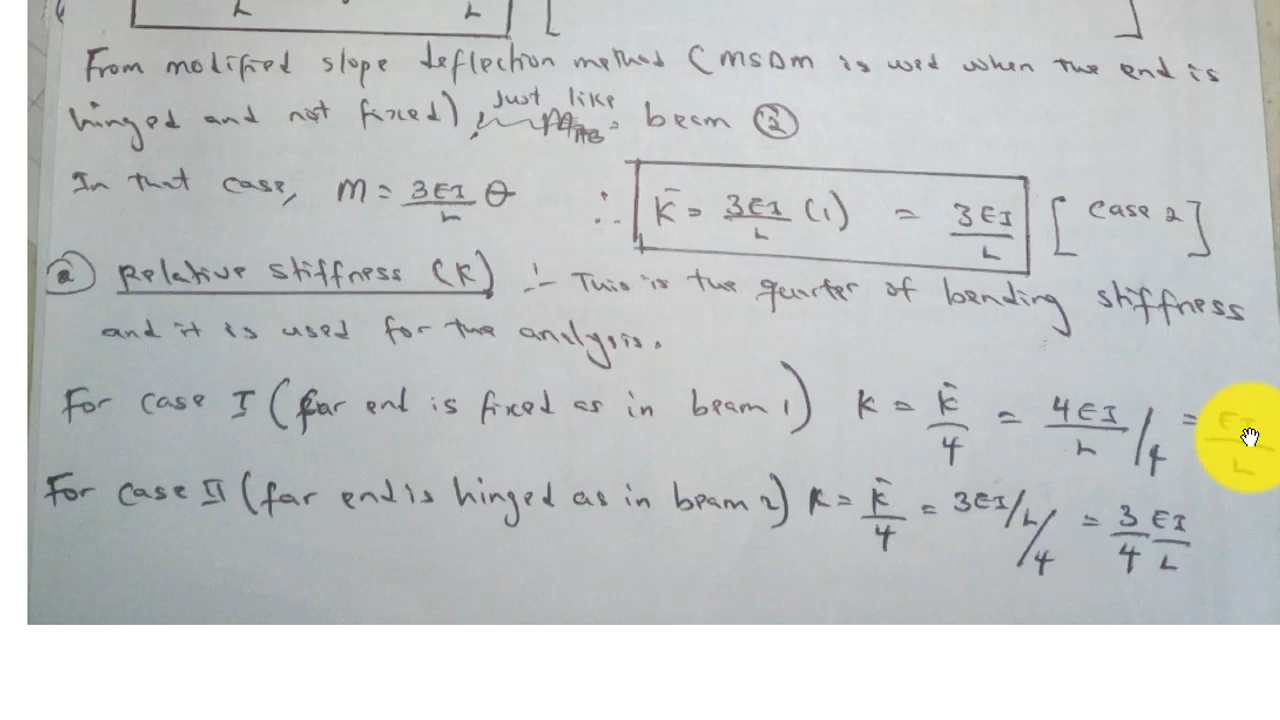 L L
From modified slope deflection method (MSDM is used when the end is
hinged and not fixed), just like beam ②
In that case, M = 3EI/L θ ∴ K̄ = 3EI/L (1) = 3EI/L [case 2]
② Relative stiffness (K) :- This is the quarter of bending stiffness
and it is used for the analysis.
For case I (far end is fixed as in beam 1) K = K̄/4 = 4EI/L/4 = EI/L
For case II (far end is hinged as in beam 2) K = K̄/4 = 3EI/L/4 = 3/4 EI/L